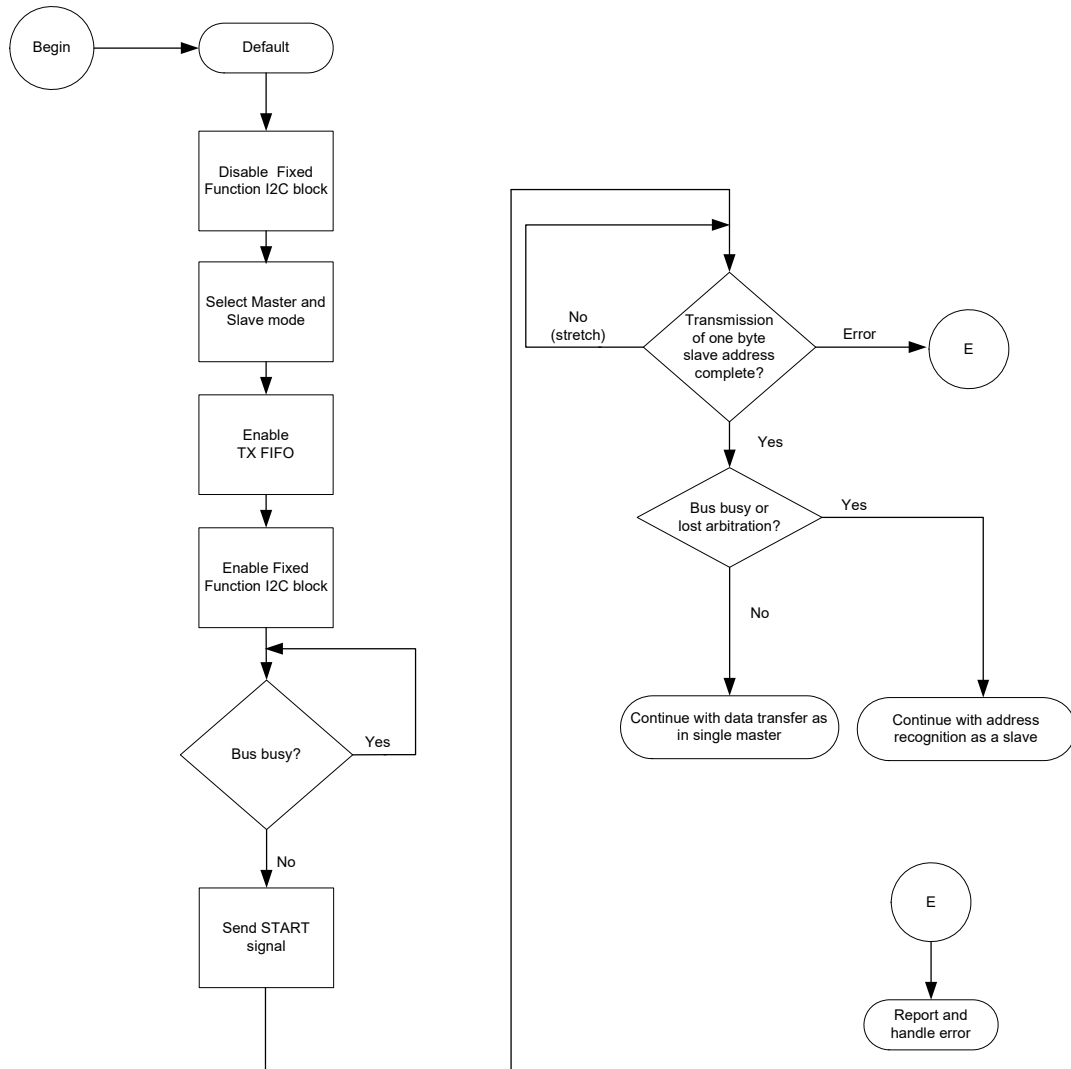 Begin
Default
Disable Fixed
Function I2C block
Select Master and
Slave mode
Enable
TX FIFO
Enable Fixed
Function I2C block
Bus busy?
Yes
No
Send START
signal
No
(stretch)
Transmission
of one byte
slave address
complete?
Error
E
Yes
Bus busy or
lost arbitration?
Yes
No
Continue with data transfer as
in single master
Continue with address
recognition as a slave
E
Report and
handle error